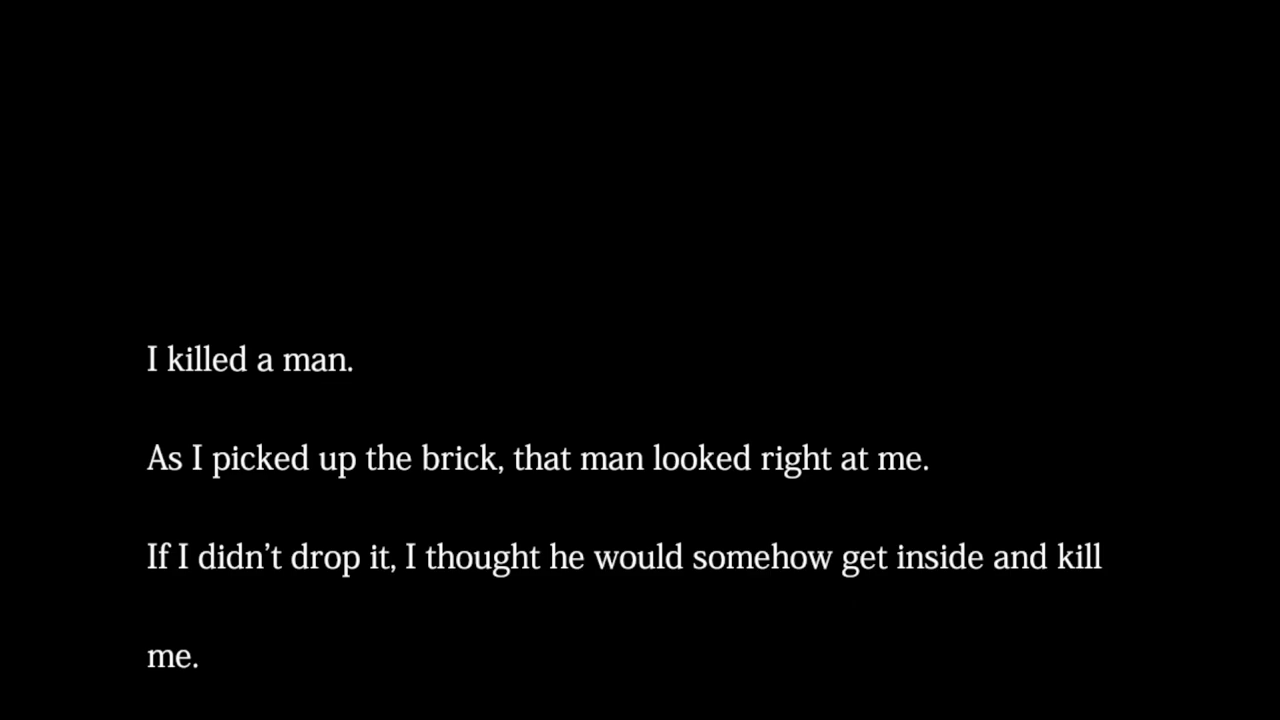 I killed a man.
As I picked up the brick, that man looked right at me.
If I didn’t drop it, I thought he would somehow get inside and kill
me.